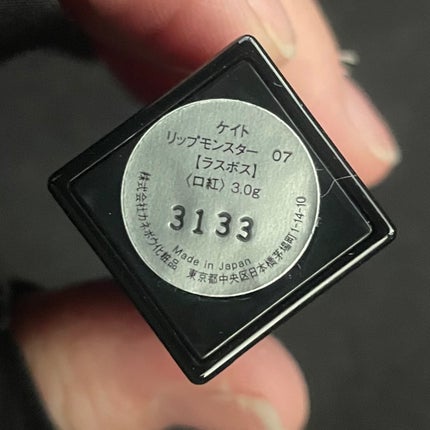 ケイト
リップモンスター 07
【ラスボス】
〈口紅〉3.0g
3133
Made in Japan
株式会社カネボウ化粧品 東京都中央区日本橋茅場町1-14-10